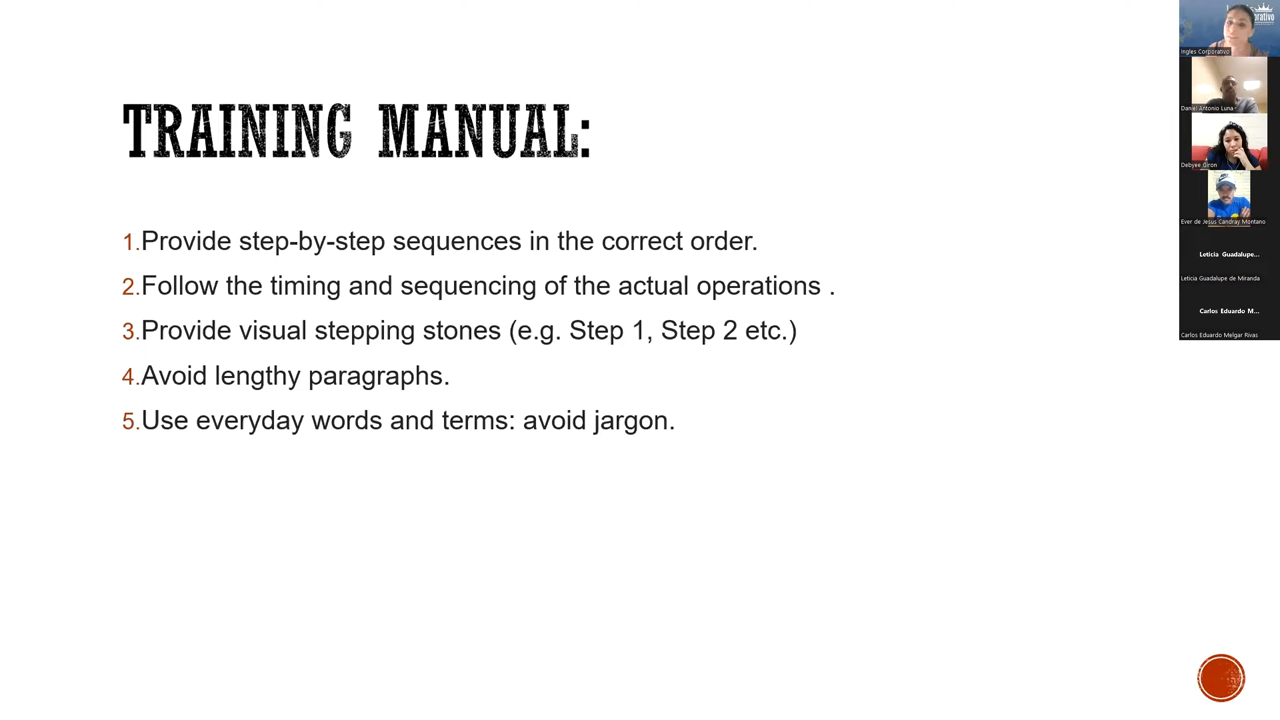 TRAINING MANUAL:
1. Provide step-by-step sequences in the correct order.
2. Follow the timing and sequencing of the actual operations .
3. Provide visual stepping stones (e.g. Step 1, Step 2 etc.)
4. Avoid lengthy paragraphs.
5. Use everyday words and terms: avoid jargon.
Ingles Corporativo
Daniel Antonio Luna
Debyee Giron
Ever de Jesus Candray Montano
Leticia Guadalupe...
Leticia Guadalupe de Miranda
Carlos Eduardo M...
Carlos Eduardo Melgar Rivas